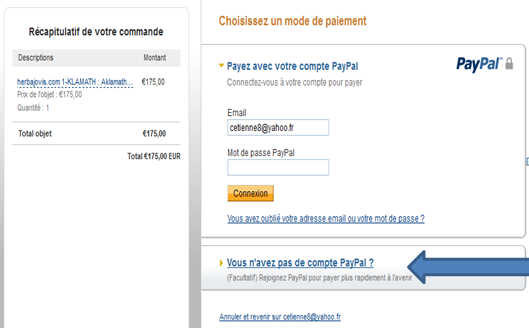 Récapitulatif de votre commande
Descriptions Montant
herbajovis.com 1-KLAMATH : Aklamath... €175,00
Prix de l'objet : €175,00
Quantité : 1
Total objet €175,00
Total €175,00 EUR
Choisissez un mode de paiement
Payez avec votre compte PayPal
PayPal
Connectez-vous à votre compte pour payer
Email
cetienne8@yahoo.fr
Mot de passe PayPal
Connexion
Vous avez oublié votre adresse email ou votre mot de passe ?
Vous n'avez pas de compte PayPal ?
(Facultatif) Rejoignez PayPal pour payer plus rapidement à l'avenir
Annuler et revenir sur cetienne8@yahoo.fr